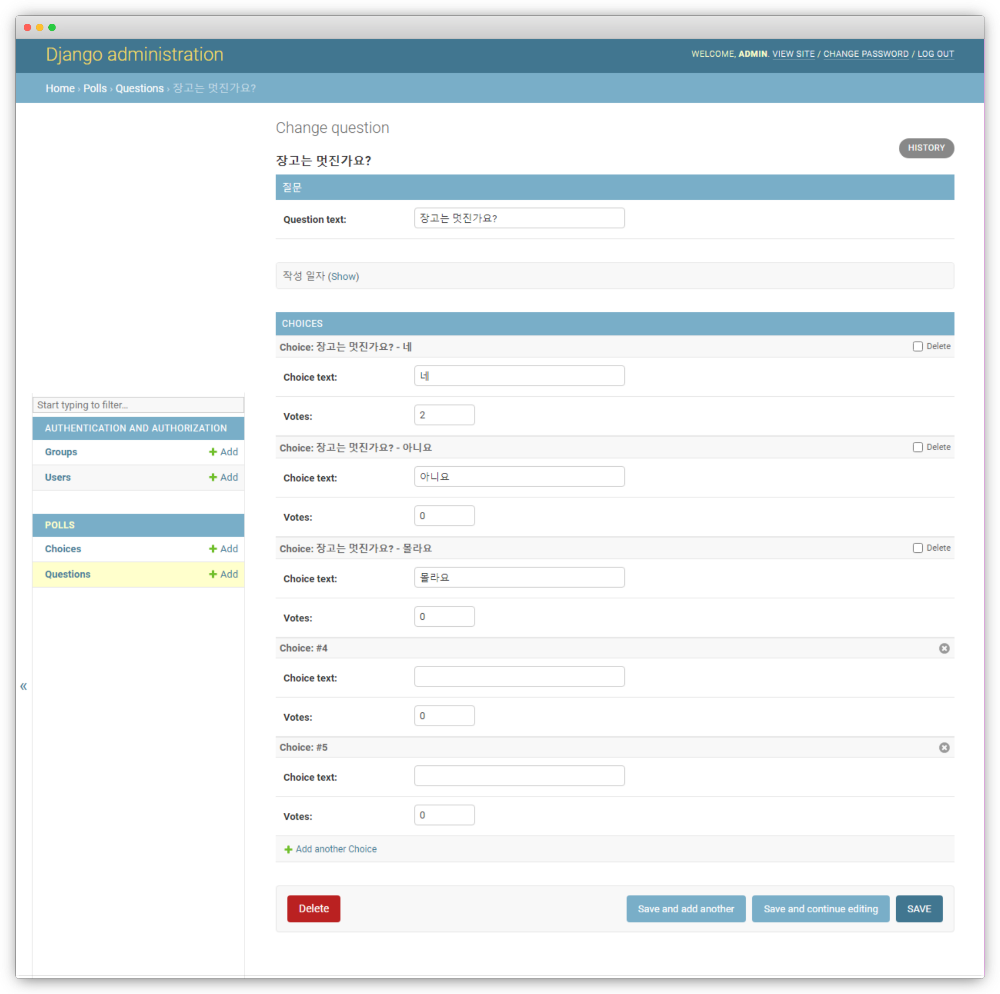 Django administration
WELCOME, ADMIN. VIEW SITE / CHANGE PASSWORD / LOG OUT
Home › Polls › Questions › 장고는 멋진가요?
Start typing to filter...
AUTHENTICATION AND AUTHORIZATION
Groups Add
Users Add
POLLS
Choices Add
Questions Add
«
Change question
HISTORY
장고는 멋진가요?
질문
Question text: 장고는 멋진가요?
작성 일자 (Show)
CHOICES
Choice: 장고는 멋진가요? - 네 Delete
Choice text: 네
Votes: 2
Choice: 장고는 멋진가요? - 아니요 Delete
Choice text: 아니요
Votes: 0
Choice: 장고는 멋진가요? - 몰라요 Delete
Choice text: 몰라요
Votes: 0
Choice: #4
Choice text:
Votes: 0
Choice: #5
Choice text:
Votes: 0
Add another Choice
Delete Save and add another Save and continue editing SAVE